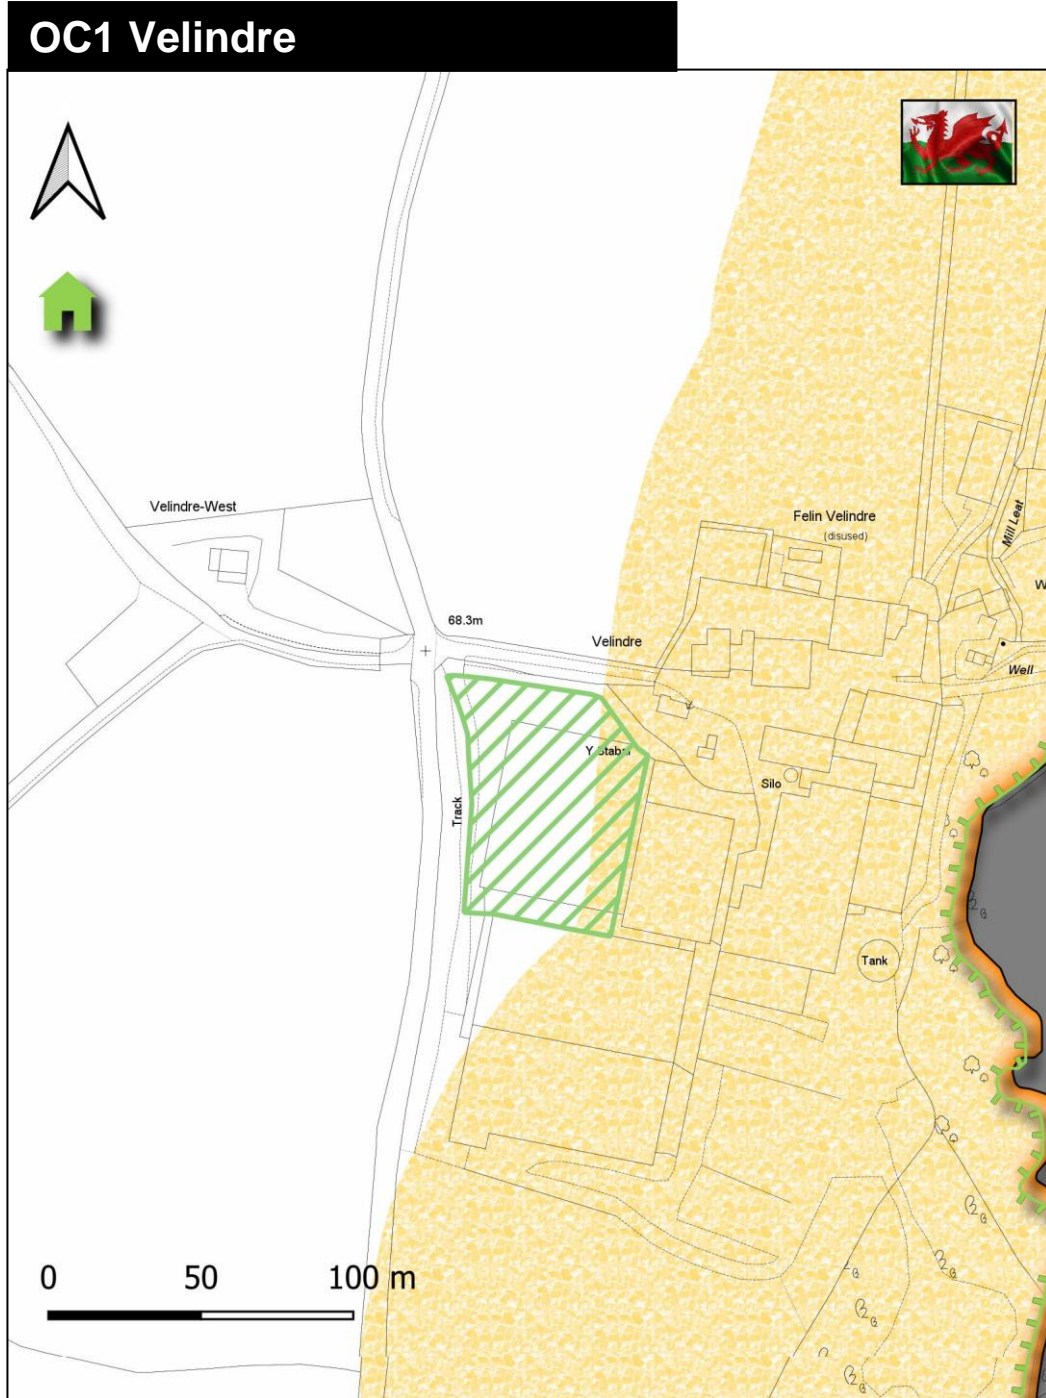 OC1 Velindre
Velindre-West
Felin Velindre
(disused)
Mill Leat
W
68.3m
Velindre
Well
Silo
Track
Tank
0 50 100 m